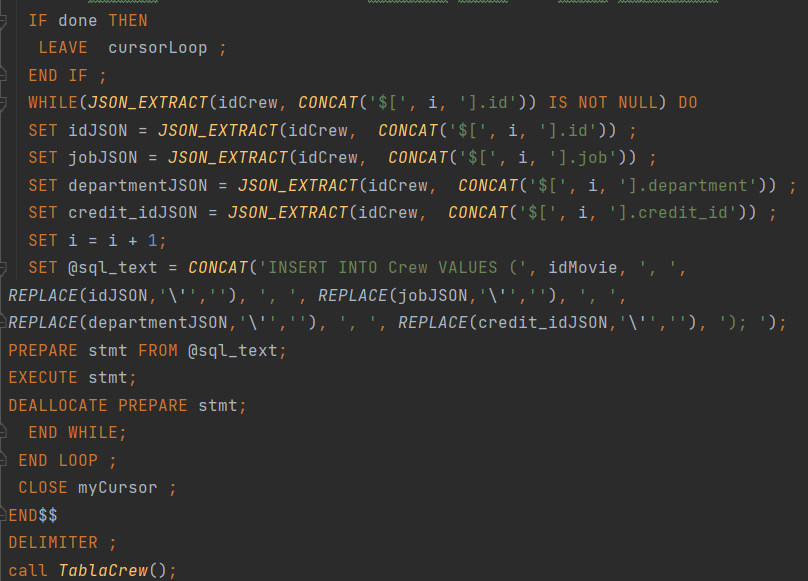 IF done THEN
LEAVE cursorLoop ;
END IF ;
WHILE(JSON_EXTRACT(idCrew, CONCAT('$[', i, '].id')) IS NOT NULL) DO
SET idJSON = JSON_EXTRACT(idCrew,  CONCAT('$[', i, '].id')) ;
SET jobJSON = JSON_EXTRACT(idCrew,  CONCAT('$[', i, '].job')) ;
SET departmentJSON = JSON_EXTRACT(idCrew,  CONCAT('$[', i, '].department')) ;
SET credit_idJSON = JSON_EXTRACT(idCrew,  CONCAT('$[', i, '].credit_id')) ;
SET i = i + 1;
SET @sql_text = CONCAT('INSERT INTO Crew VALUES (', idMovie, ', ',
REPLACE(idJSON,'\'',''), ', ', REPLACE(jobJSON,'\'',''), ', ',
REPLACE(departmentJSON,'\'',''), ', ', REPLACE(credit_idJSON,'\'',''), '); ');
PREPARE stmt FROM @sql_text;
EXECUTE stmt;
DEALLOCATE PREPARE stmt;
END WHILE;
END LOOP ;
CLOSE myCursor ;
END$$
DELIMITER ;
call TablaCrew();